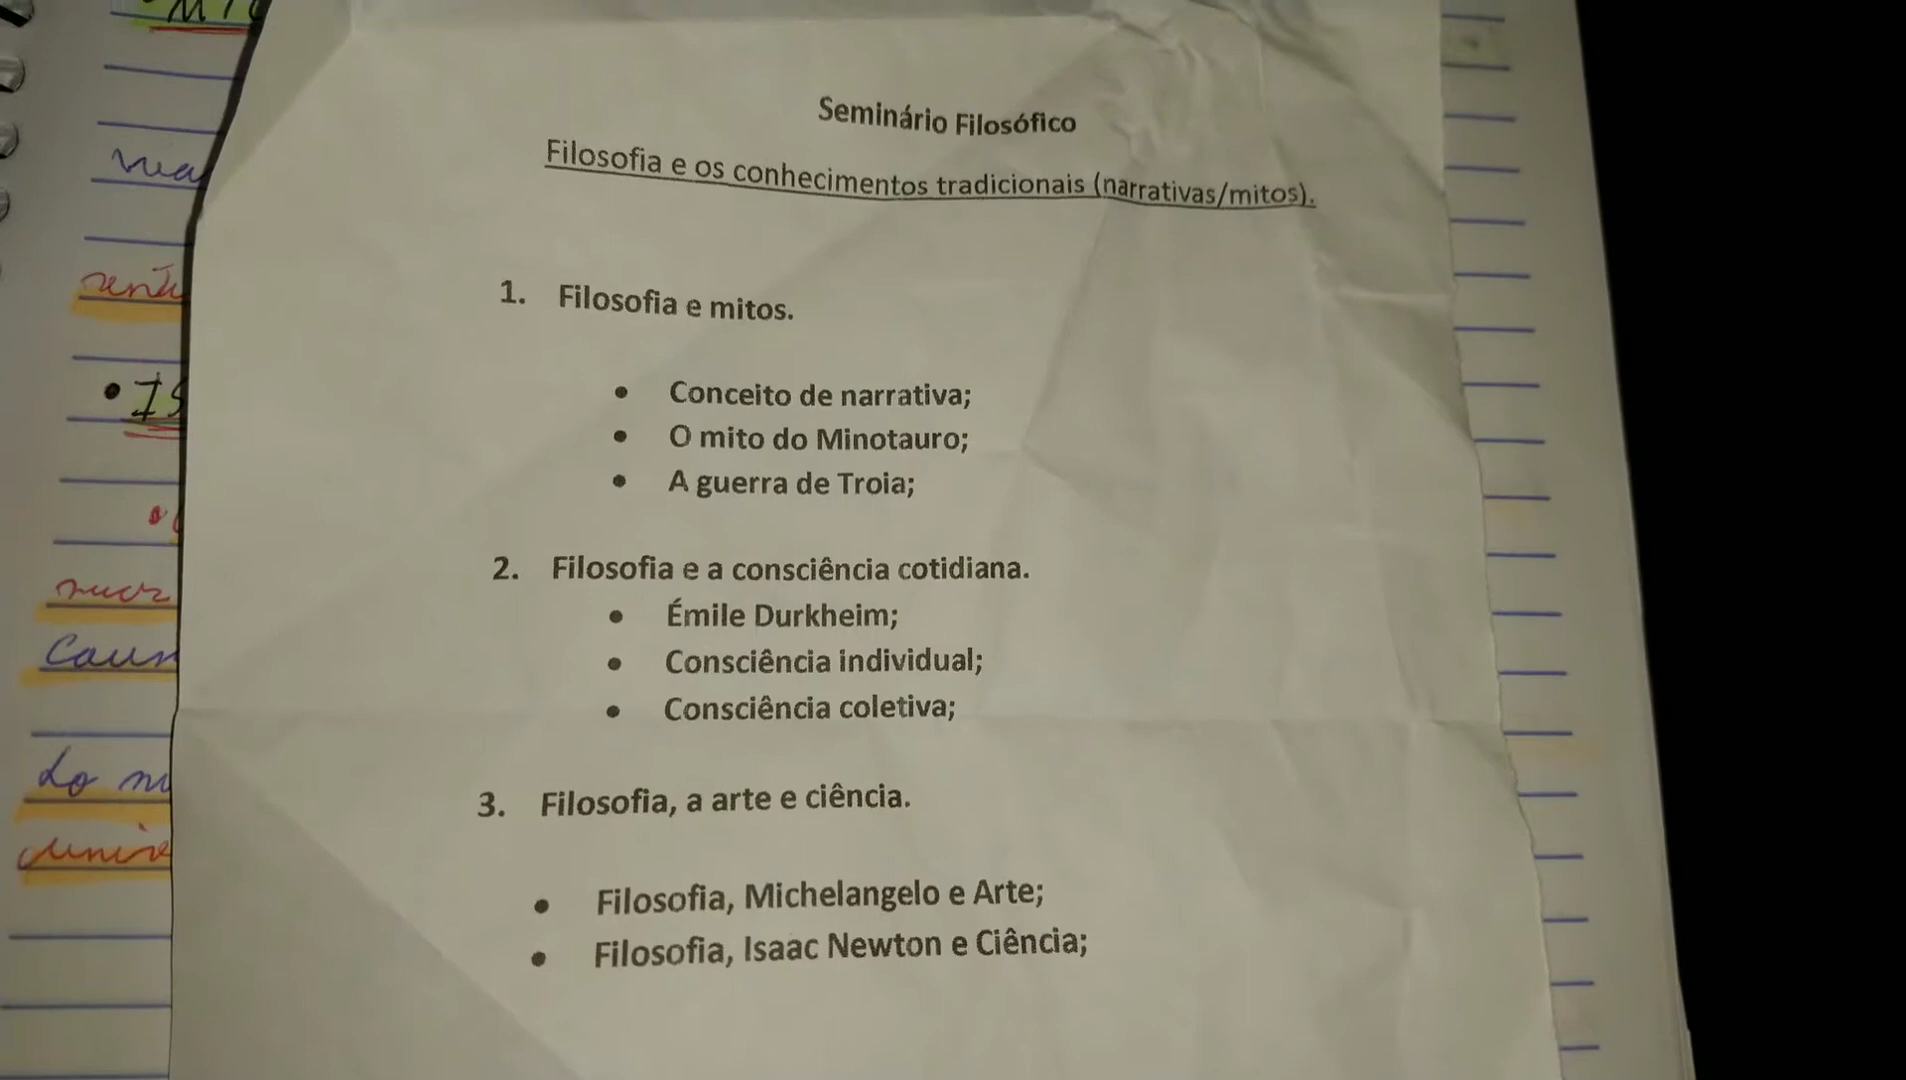 Seminário Filosófico
Filosofia e os conhecimentos tradicionais (narrativas/mitos).
1. Filosofia e mitos.
• Conceito de narrativa;
• O mito do Minotauro;
• A guerra de Troia;
2. Filosofia e a consciência cotidiana.
• Émile Durkheim;
• Consciência individual;
• Consciência coletiva;
3. Filosofia, a arte e ciência.
• Filosofia, Michelangelo e Arte;
• Filosofia, Isaac Newton e Ciência;